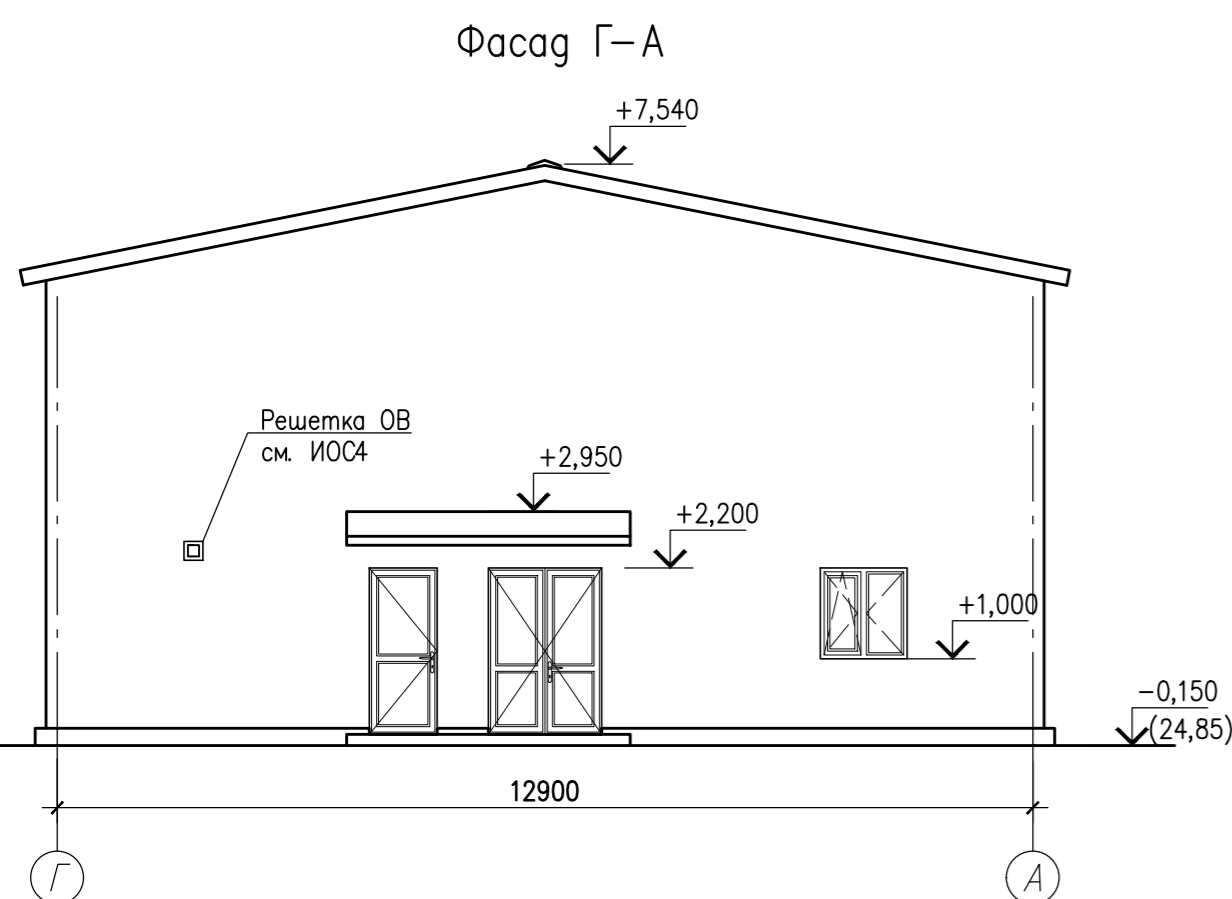 Фасад Г-А
+7,540
Решетка ОВ
см. ИОС4
+2,950
+2,200
+1,000
-0,150
(24,85)
12900
Г
А